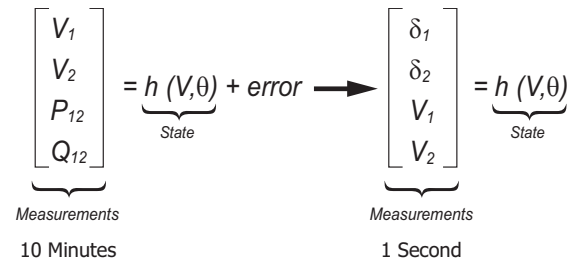 V1
V2
P12
Q12
= h (V,θ) + error
State
Measurements
10 Minutes
δ1
δ2
V1
V2
= h (V,θ)
State
Measurements
1 Second